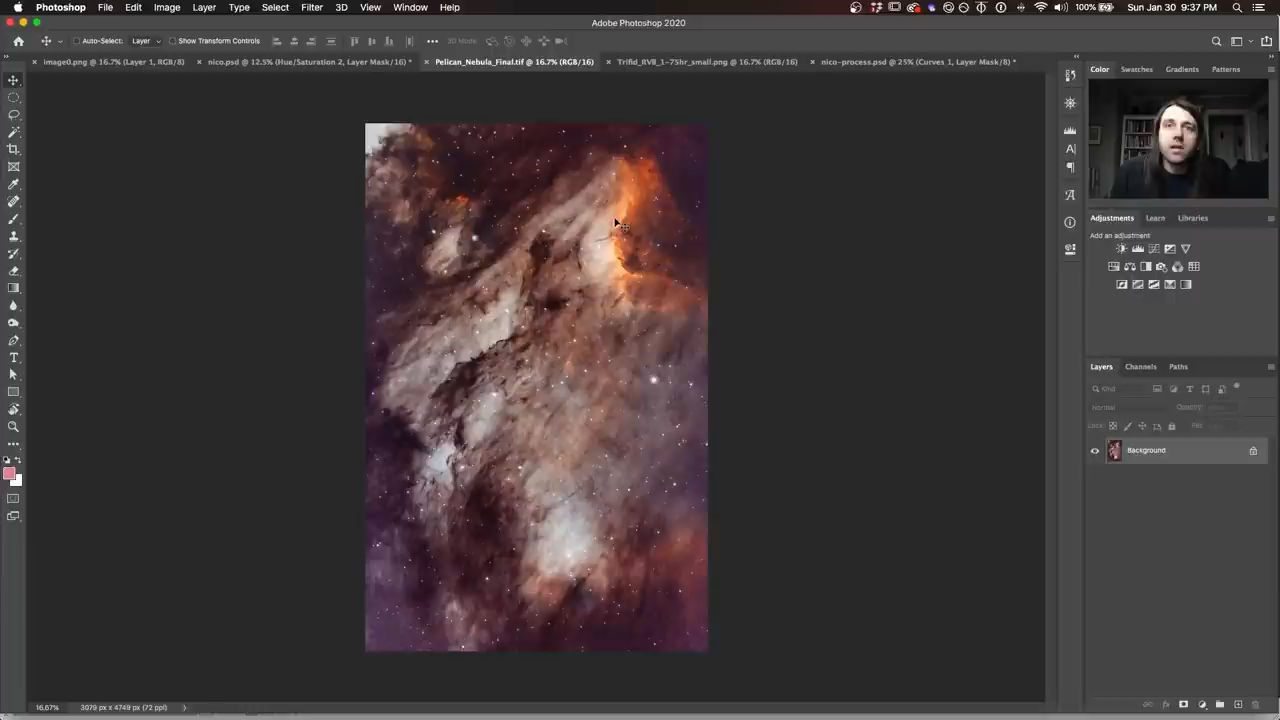 Photoshop File Edit Image Layer Type Select Filter 3D View Window Help 100% Sun Jan 30 9:37 PM
Adobe Photoshop 2020
Auto-Select: Layer Show Transform Controls 3D Mode:
image0.png @ 16.7% (Layer 1, RGB/8) nico.psd @ 12.5% (Hue/Saturation 2, Layer Mask/16) * Pelican_Nebula_Final.tif @ 16.7% (RGB/16) Trifid_RVB_1-75hr_small.png @ 16.7% (RGB/16) nico-process.psd @ 25% (Curves 1, Layer Mask/8) *
Color Swatches Gradients Patterns
Adjustments Learn Libraries
Add an adjustment
Layers Channels Paths
Kind
Normal Opacity:
Lock: Fill:
Background
16.67% 3079 px x 4749 px (72 ppi)